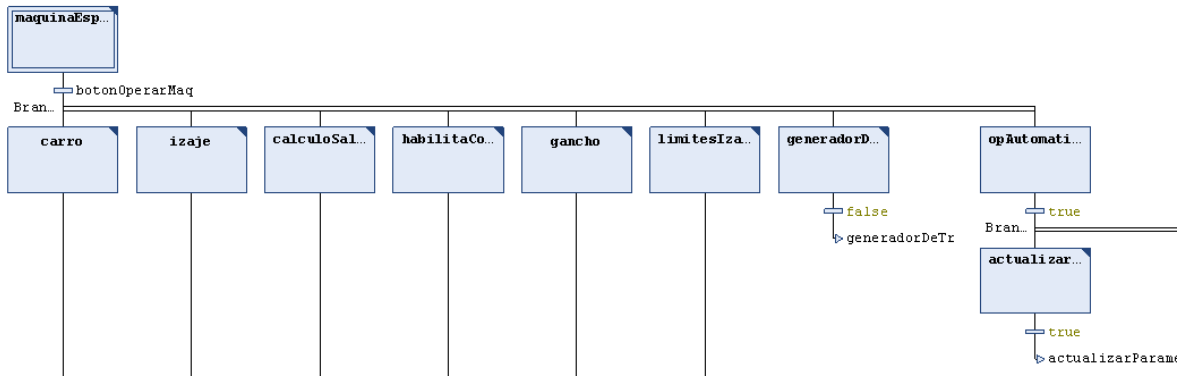 maquinaEsp...
botonOperarMaq
Bran...
carro
izaje
calculoSal...
habilitaCo...
gancho
limitesIza...
generadorD...
opAutomati...
false
true
generadorDeTr
Bran...
actualizar...
true
actualizarParame